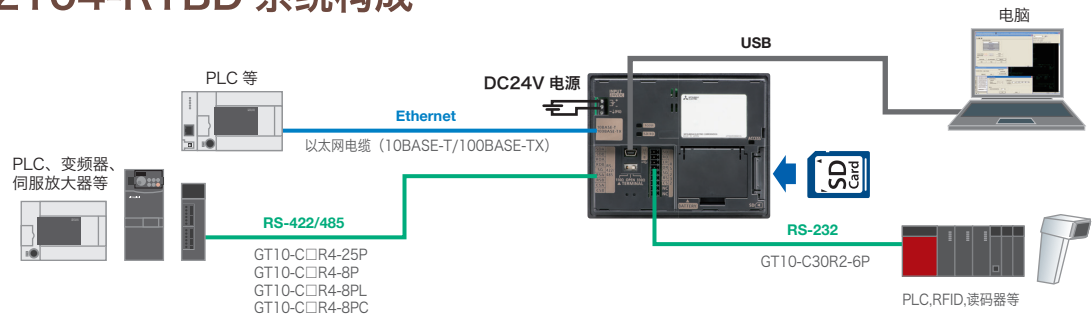 2104-RTBD 系统构成
电脑
USB
PLC 等
DC24V 电源
Ethernet
以太网电缆（10BASE-T/100BASE-TX）
PLC、变频器、
伺服放大器等
SD
Card
RS-422/485
GT10-C□R4-25P
GT10-C□R4-8P
GT10-C□R4-8PL
GT10-C□R4-8PC
RS-232
GT10-C30R2-6P
PLC,RFID,读码器等